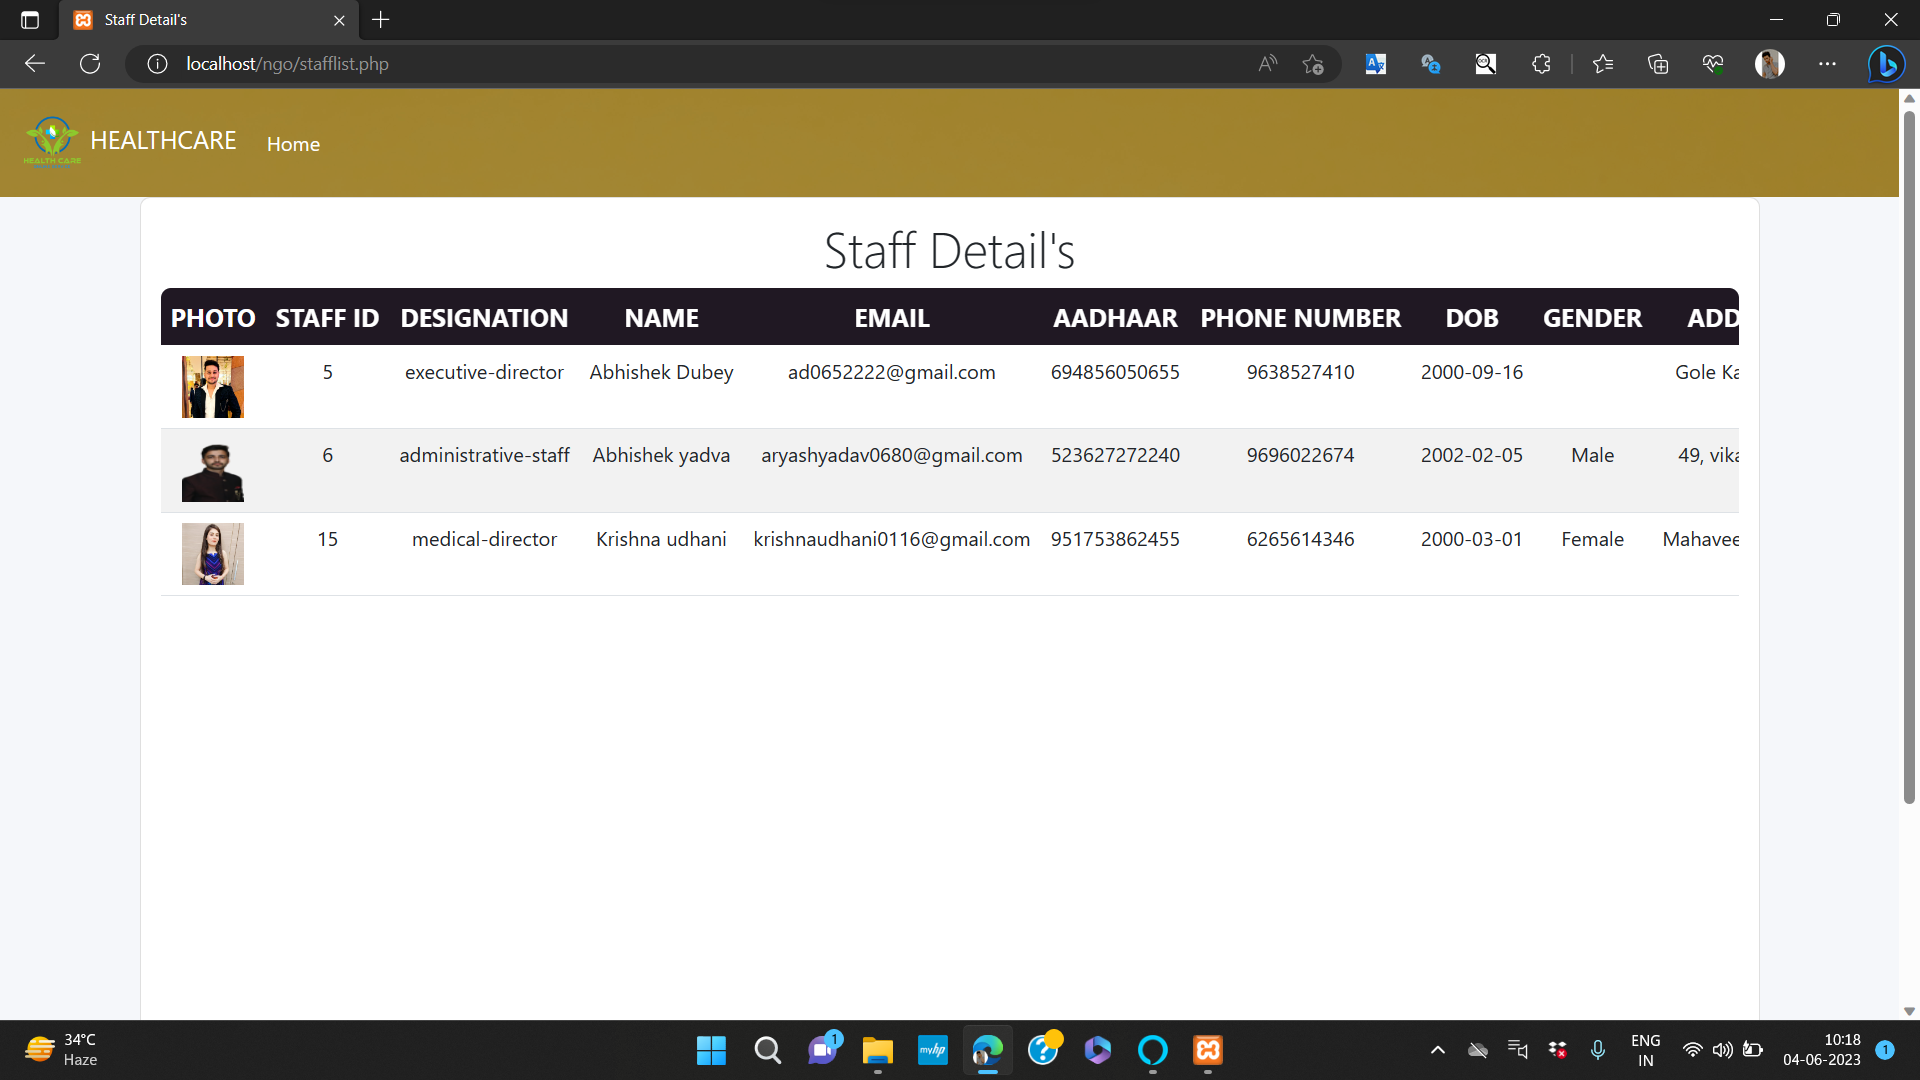 Staff Detail's
localhost/ngo/stafflist.php
HEALTH CARE
HEALTHCARE Home
Staff Detail's
PHOTO STAFF ID DESIGNATION NAME EMAIL AADHAAR PHONE NUMBER DOB GENDER ADD
5 executive-director Abhishek Dubey ad0652222@gmail.com 694856050655 9638527410 2000-09-16 Gole Ka
6 administrative-staff Abhishek yadva aryashyadav0680@gmail.com 523627272240 9696022674 2002-02-05 Male 49, vika
15 medical-director Krishna udhani krishnaudhani0116@gmail.com 951753862455 6265614346 2000-03-01 Female Mahavee
34°C
Haze
1
myhp
ENG
IN
10:18
04-06-2023
1